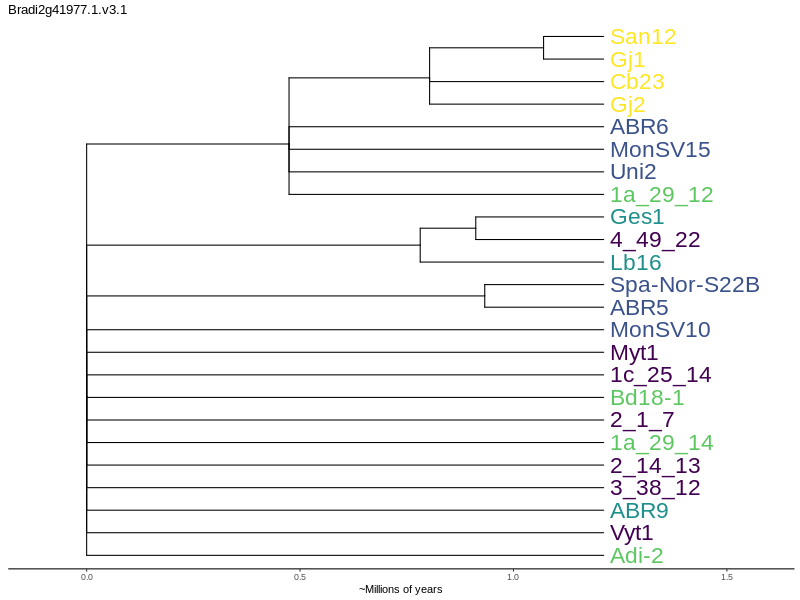 Bradi2g41977.1.v3.1
San12
Gj1
Cb23
Gj2
ABR6
MonSV15
Uni2
1a_29_12
Ges1
4_49_22
Lb16
Spa-Nor-S22B
ABR5
MonSV10
Myt1
1c_25_14
Bd18-1
2_1_7
1a_29_14
2_14_13
3_38_12
ABR9
Vyt1
Adi-2
0.0 0.5 1.0 1.5
~Millions of years